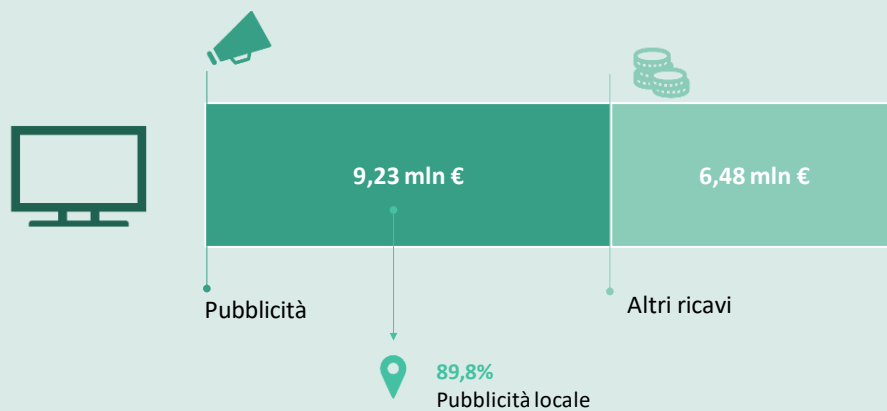 9,23 mln €
6,48 mln €
Pubblicità
Altri ricavi
89,8%
Pubblicità locale